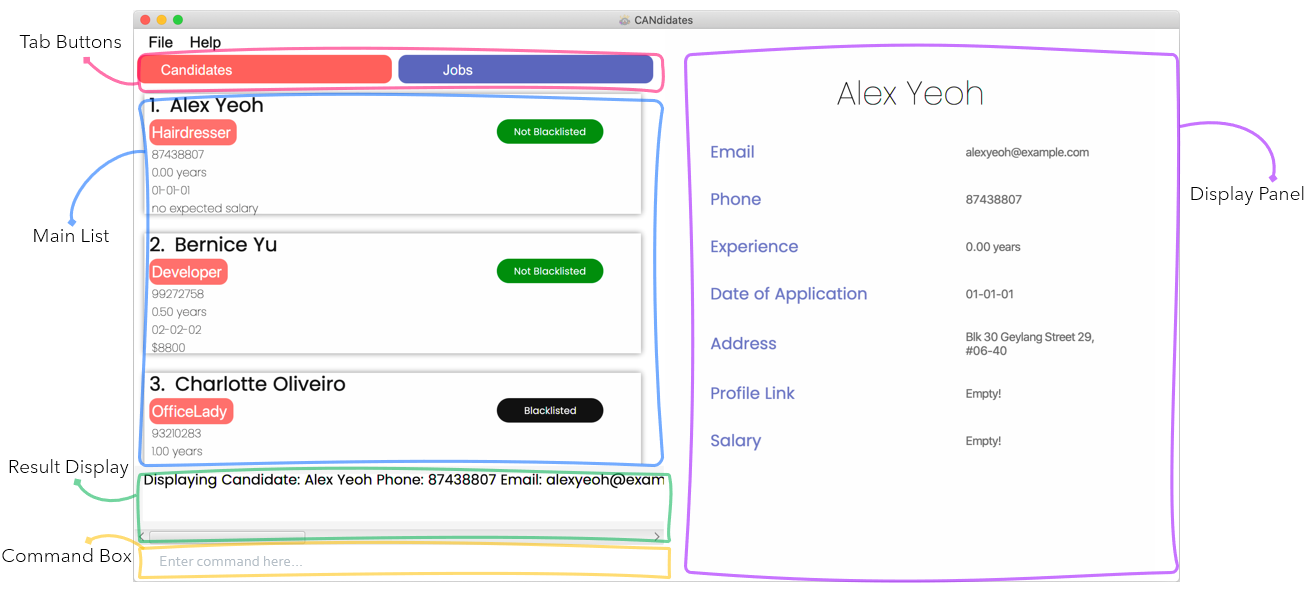 CANdidates
Tab Buttons
File Help
Candidates
Jobs
1. Alex Yeoh
Hairdresser
Not Blacklisted
87438807
0.00 years
01-01-01
no expected salary
Main List
2. Bernice Yu
Developer
Not Blacklisted
99272758
0.50 years
02-02-02
$8800
3. Charlotte Oliveiro
OfficeLady
Blacklisted
93210283
1.00 years
Result Display
Displaying Candidate: Alex Yeoh Phone: 87438807 Email: alexyeoh@exam
Command Box
Enter command here...
Alex Yeoh
Email alexyeoh@example.com
Phone 87438807
Experience 0.00 years
Date of Application 01-01-01
Address Blk 30 Geylang Street 29,
#06-40
Profile Link Empty!
Salary Empty!
Display Panel